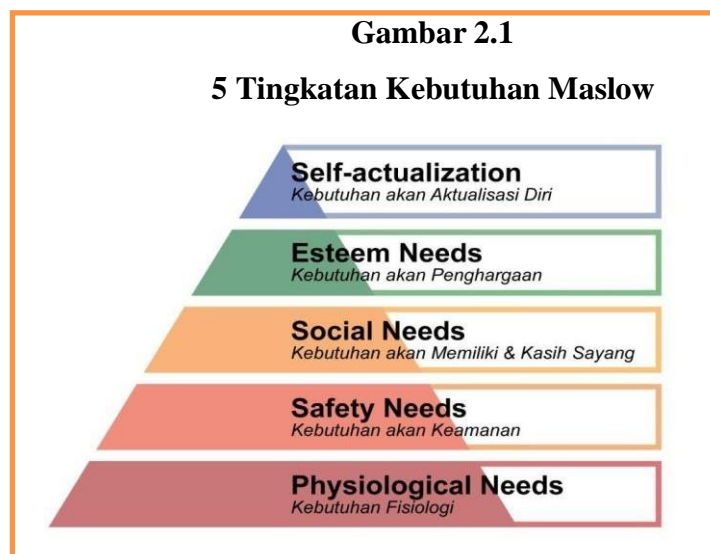 Gambar 2.1
5 Tingkatan Kebutuhan Maslow
Self-actualization
Kebutuhan akan Aktualisasi Diri
Esteem Needs
Kebutuhan akan Penghargaan
Social Needs
Kebutuhan akan Memiliki & Kasih Sayang
Safety Needs
Kebutuhan akan Keamanan
Physiological Needs
Kebutuhan Fisiologi